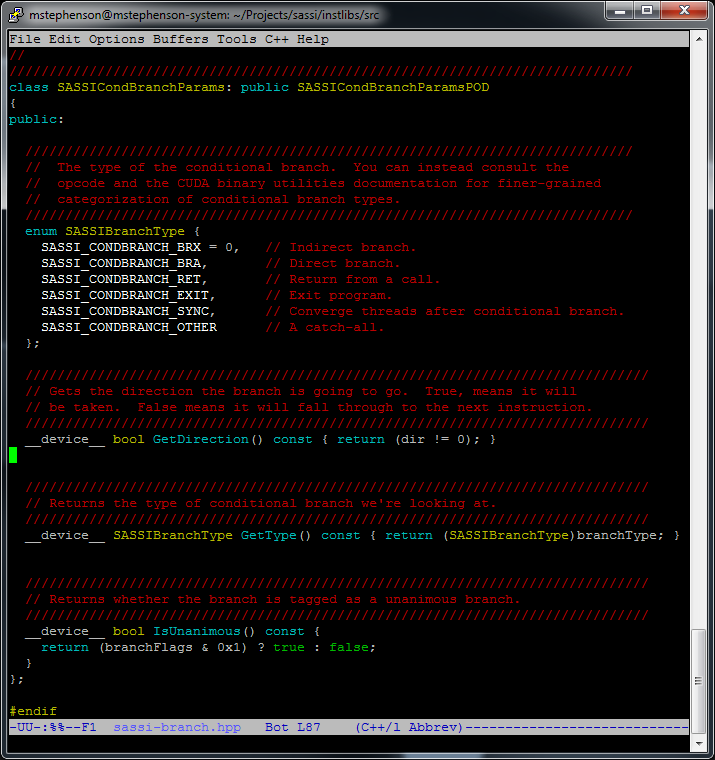 mstephenson@mstephenson-system: ~/Projects/sassi/instlibs/src
File Edit Options Buffers Tools C++ Help
//
//////////////////////////////////////////////////////////////////////////////
class SASSICondBranchParams: public SASSICondBranchParamsPOD
{
public:
////////////////////////////////////////////////////////////////////////////
//  The type of the conditional branch.  You can instead consult the
//  opcode and the CUDA binary utilities documentation for finer-grained
//  categorization of conditional branch types.
////////////////////////////////////////////////////////////////////////////
enum SASSIBranchType {
SASSI_CONDBRANCH_BRX = 0,   // Indirect branch.
SASSI_CONDBRANCH_BRA,       // Direct branch.
SASSI_CONDBRANCH_RET,       // Return from a call.
SASSI_CONDBRANCH_EXIT,      // Exit program.
SASSI_CONDBRANCH_SYNC,      // Converge threads after conditional branch.
SASSI_CONDBRANCH_OTHER      // A catch-all.
};
//////////////////////////////////////////////////////////////////////////////
// Gets the direction the branch is going to go.  True, means it will
// be taken.  False means it will fall through to the next instruction.
//////////////////////////////////////////////////////////////////////////////
__device__ bool GetDirection() const { return (dir != 0); }
//////////////////////////////////////////////////////////////////////////////
// Returns the type of conditional branch we're looking at.
//////////////////////////////////////////////////////////////////////////////
__device__ SASSIBranchType GetType() const { return (SASSIBranchType)branchType; }
//////////////////////////////////////////////////////////////////////////////
// Returns whether the branch is tagged as a unanimous branch.
//////////////////////////////////////////////////////////////////////////////
__device__ bool IsUnanimous() const {
return (branchFlags & 0x1) ? true : false;
}
};
#endif
-UU-:%%--F1  sassi-branch.hpp   Bot L87    (C++/l Abbrev)----------------------------